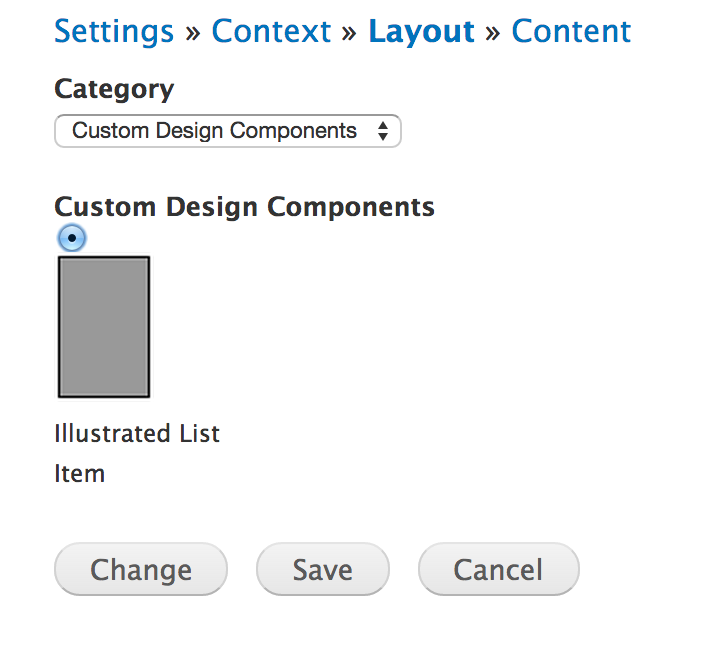 Settings » Context » Layout » Content
Category
Custom Design Components
Custom Design Components
Illustrated List
Item
Change Save Cancel